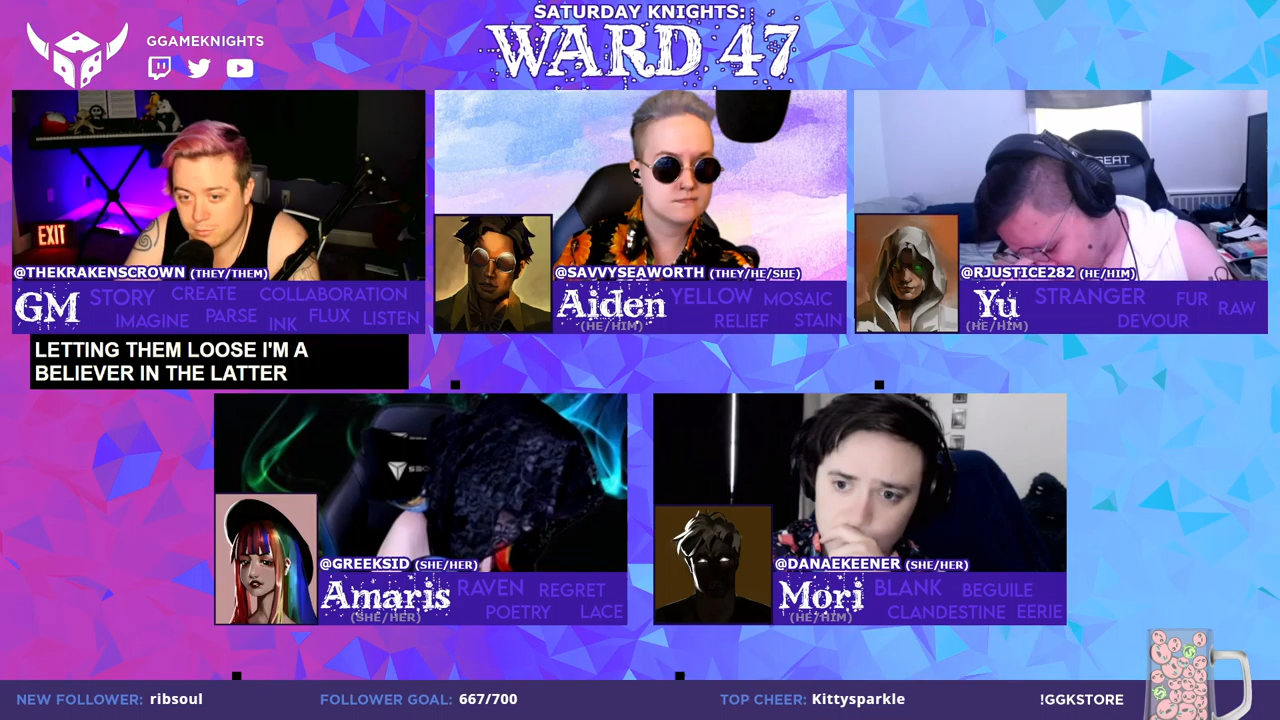 SATURDAY KNIGHTS:
WARD 47
GGAMEKNIGHTS
EXIT
@THEKRAKENSCROWN (THEY/THEM)
GM
STORY CREATE COLLABORATION
IMAGINE PARSE INK FLUX LISTEN
@SAVVYSEAWORTH (THEY/HE/SHE)
Aiden
(HE/HIM)
YELLOW MOSAIC
RELIEF STAIN
SEAT
@RJUSTICE282 (HE/HIM)
Yu
(HE/HIM)
STRANGER FUR RAW
DEVOUR
LETTING THEM LOOSE I'M A
BELIEVER IN THE LATTER
@GREEKSID (SHE/HER)
Amaris
(SHE/HER)
RAVEN REGRET
POETRY LACE
@DANAEKEENER (SHE/HER)
Mori
(HE/HIM)
BLANK BEGUILE
CLANDESTINE EERIE
NEW FOLLOWER: ribsoul
FOLLOWER GOAL: 667/700
TOP CHEER: Kittysparkle
!GGKSTORE